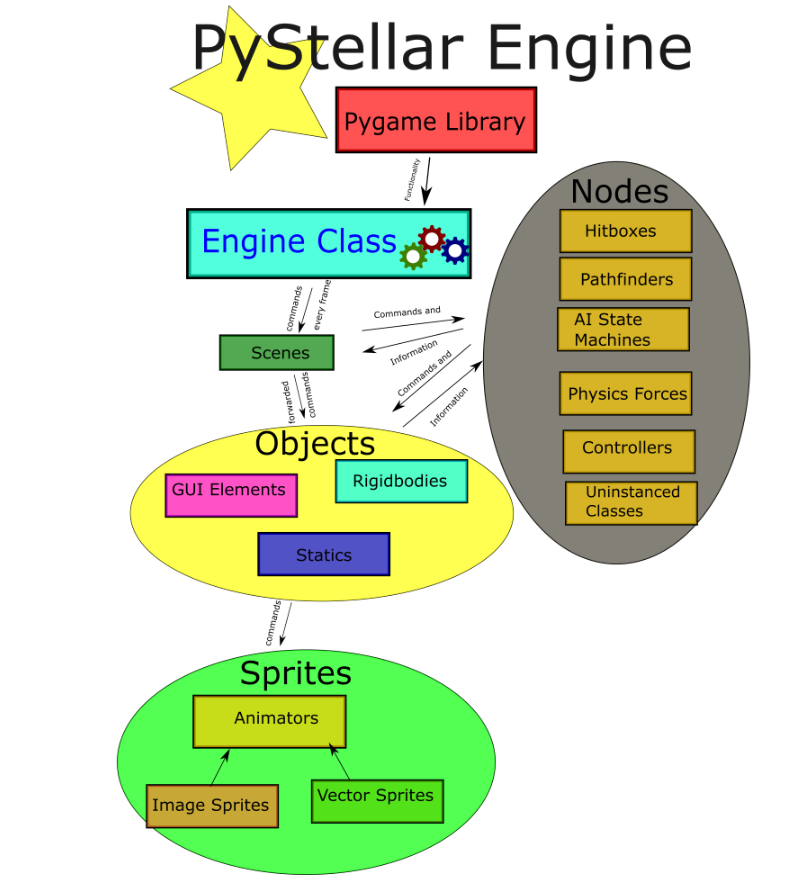 PyStellar Engine
Pygame Library
Functionality
Nodes
Hitboxes
Pathfinders
AI State
Machines
Physics Forces
Controllers
Uninstanced
Classes
Engine Class
commands
every frame
Scenes
Commands and
Information
Commands and
Information
forwarded
commands
Objects
GUI Elements
Rigidbodies
Statics
commands
Sprites
Animators
Image Sprites
Vector Sprites